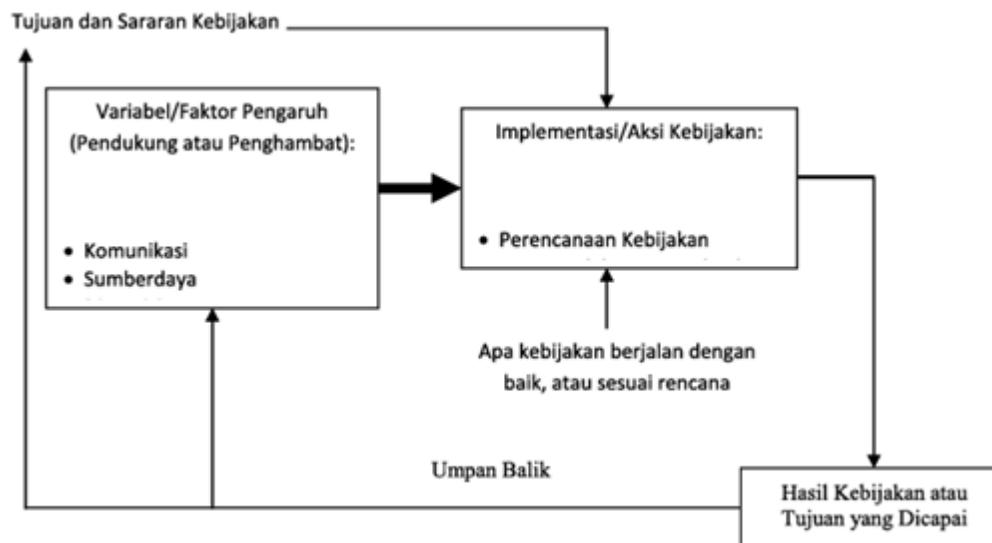 Tujuan dan Sararan Kebijakan
Variabel/Faktor Pengaruh
(Pendukung atau Penghambat):
• Komunikasi
• Sumberdaya
Implementasi/Aksi Kebijakan:
• Perencanaan Kebijakan
Apa kebijakan berjalan dengan
baik, atau sesuai rencana
Umpan Balik
Hasil Kebijakan atau
Tujuan yang Dicapai